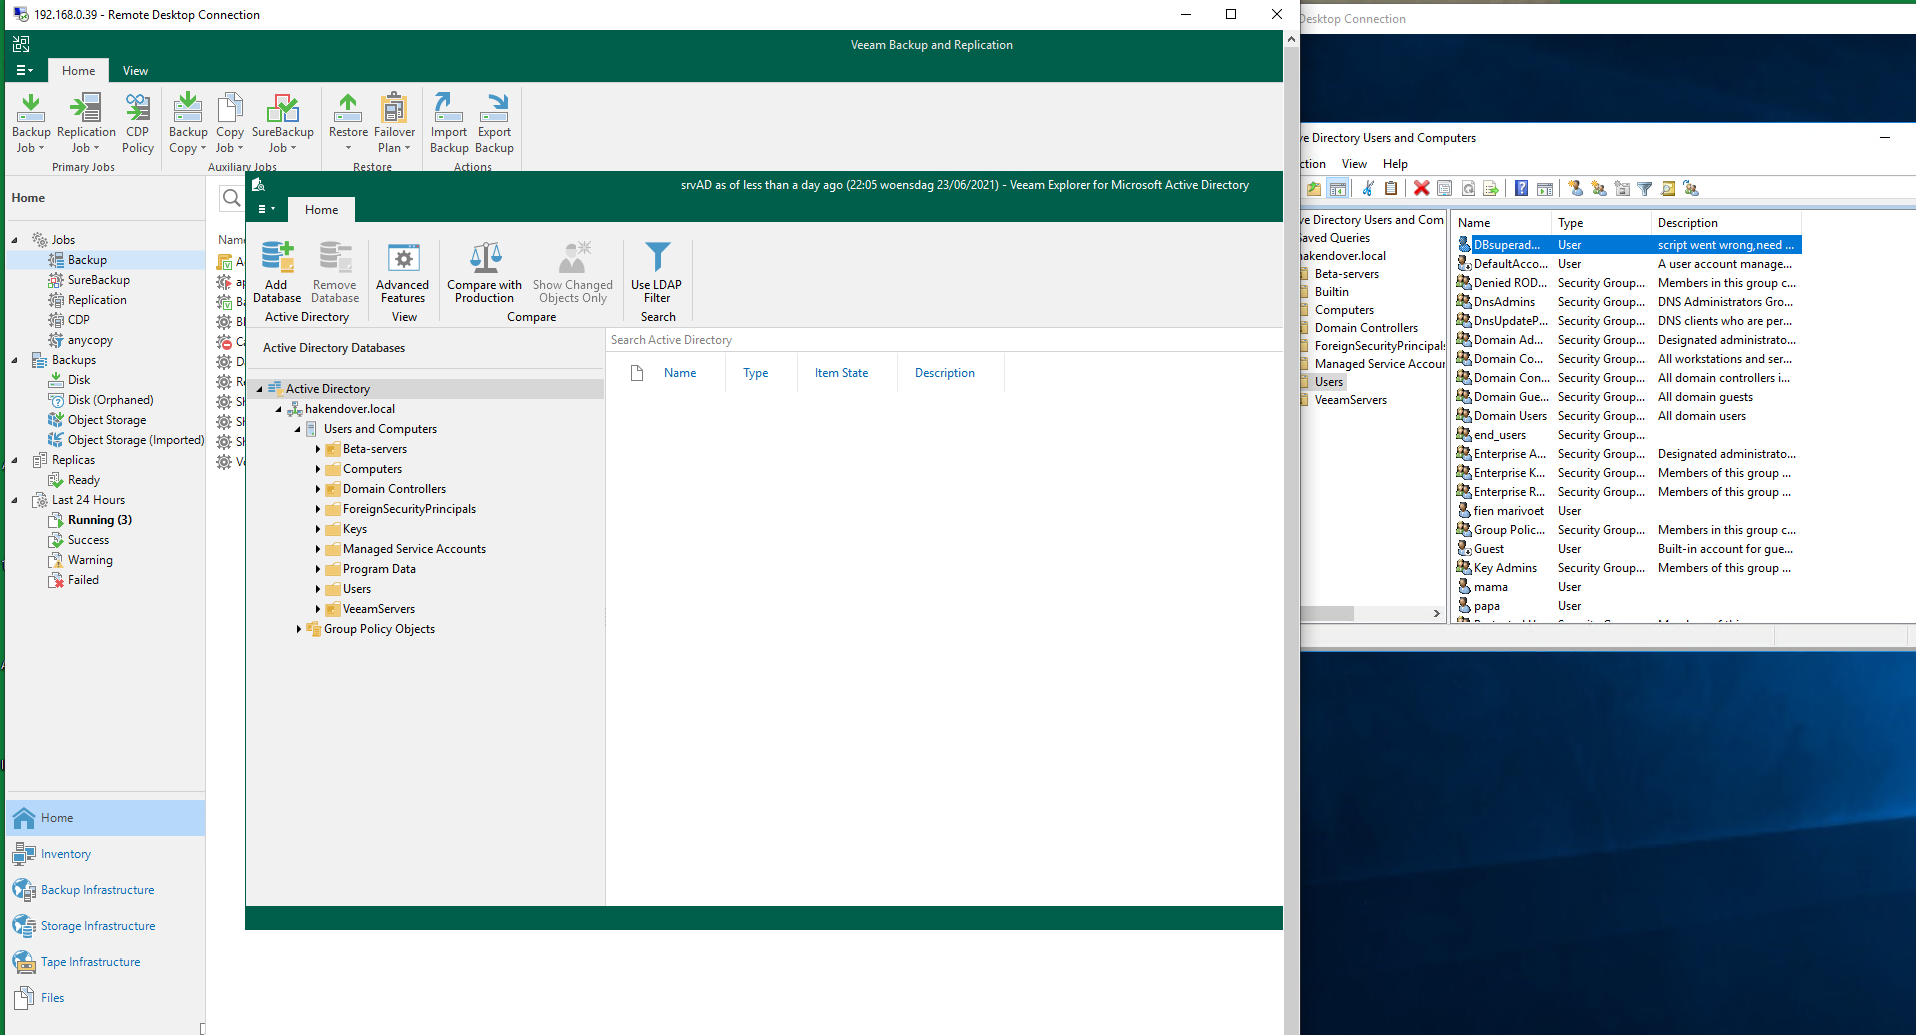 192.168.0.39 - Remote Desktop Connection
Veeam Backup and Replication
Home
View
Backup
Job
Replication
Job
CDP
Policy
Backup
Copy
Copy
Job
SureBackup
Job
Restore
Failover
Plan
Import
Backup
Export
Backup
Primary Jobs
Auxiliary Jobs
Restore
Actions
Home
Jobs
Backup
SureBackup
Replication
CDP
anycopy
Backups
Disk
Disk (Orphaned)
Object Storage
Object Storage (Imported)
Replicas
Ready
Last 24 Hours
Running (3)
Success
Warning
Failed
Home
Inventory
Backup Infrastructure
Storage Infrastructure
Tape Infrastructure
Files
srvAD as of less than a day ago (22:05 woensdag 23/06/2021) - Veeam Explorer for Microsoft Active Directory
Home
Add
Database
Remove
Database
Active Directory
Advanced
Features
View
Compare with
Production
Show Changed
Objects Only
Compare
Use LDAP
Filter
Search
Active Directory Databases
Active Directory
hakendover.local
Users and Computers
Beta-servers
Computers
Domain Controllers
ForeignSecurityPrincipals
Keys
Managed Service Accounts
Program Data
Users
VeeamServers
Group Policy Objects
Search Active Directory
Name
Type
Item State
Description
Desktop Connection
ve Directory Users and Computers
ction
View
Help
ve Directory Users and Com
aved Queries
akendover.local
Beta-servers
Builtin
Computers
Domain Controllers
ForeignSecurityPrincipals
Managed Service Accour
Users
VeeamServers
Name Type Description
DBsuperad... User script went wrong,need ...
DefaultAcco... User A user account manage...
Denied ROD... Security Group... Members in this group c...
DnsAdmins Security Group... DNS Administrators Gro...
DnsUpdateP... Security Group... DNS clients who are per...
Domain Ad... Security Group... Designated administrato...
Domain Co... Security Group... All workstations and ser...
Domain Con... Security Group... All domain controllers i...
Domain Gue... Security Group... All domain guests
Domain Users Security Group... All domain users
end_users Security Group...
Enterprise A... Security Group... Designated administrato...
Enterprise K... Security Group... Members of this group ...
Enterprise R... Security Group... Members of this group ...
fien marivoet User
Group Polic... Security Group... Members in this group c...
Guest User Built-in account for gue...
Key Admins Security Group... Members of this group ...
mama User
papa User